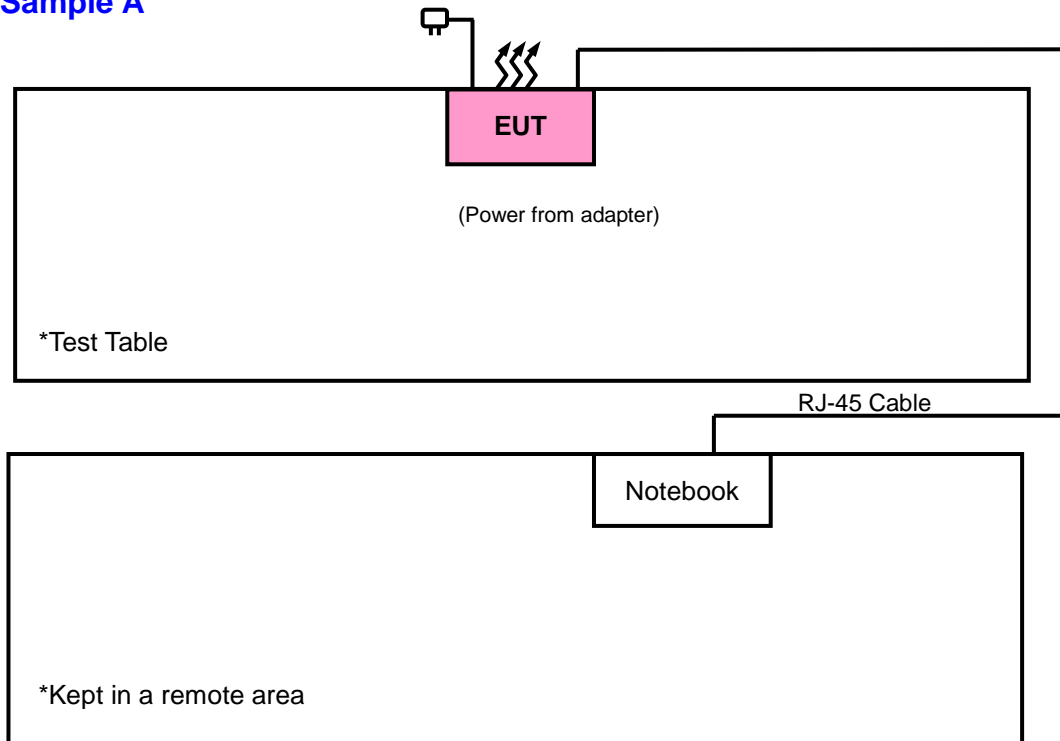 Sample A
EUT
(Power from adapter)
*Test Table
RJ-45 Cable
Notebook
*Kept in a remote area